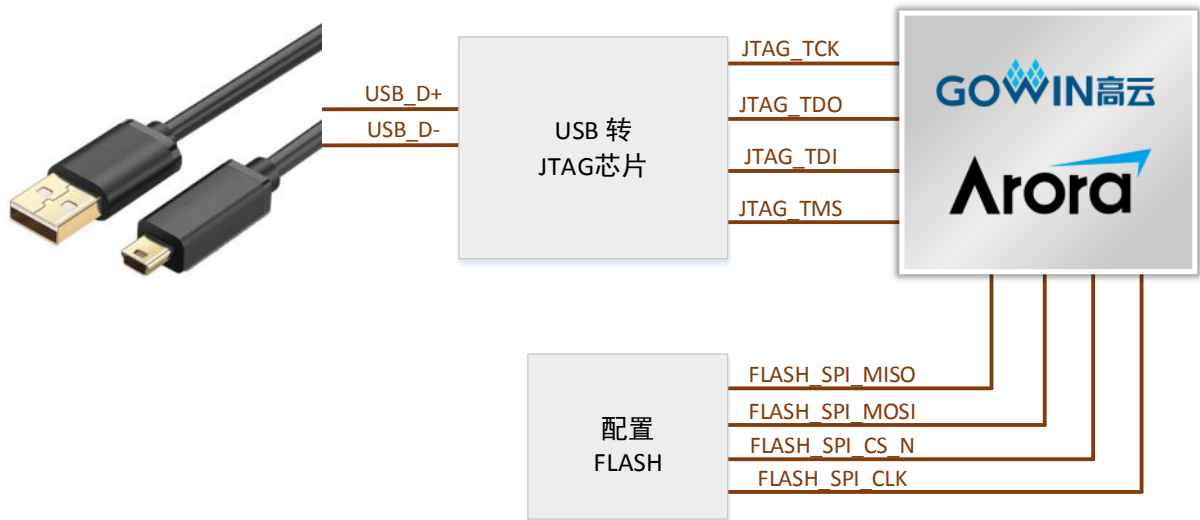 USB_D+
USB_D-
USB 转
JTAG芯片
JTAG_TCK
JTAG_TDO
JTAG_TDI
JTAG_TMS
GOWIN高云
Arora
配置
FLASH
FLASH_SPI_MISO
FLASH_SPI_MOSI
FLASH_SPI_CS_N
FLASH_SPI_CLK